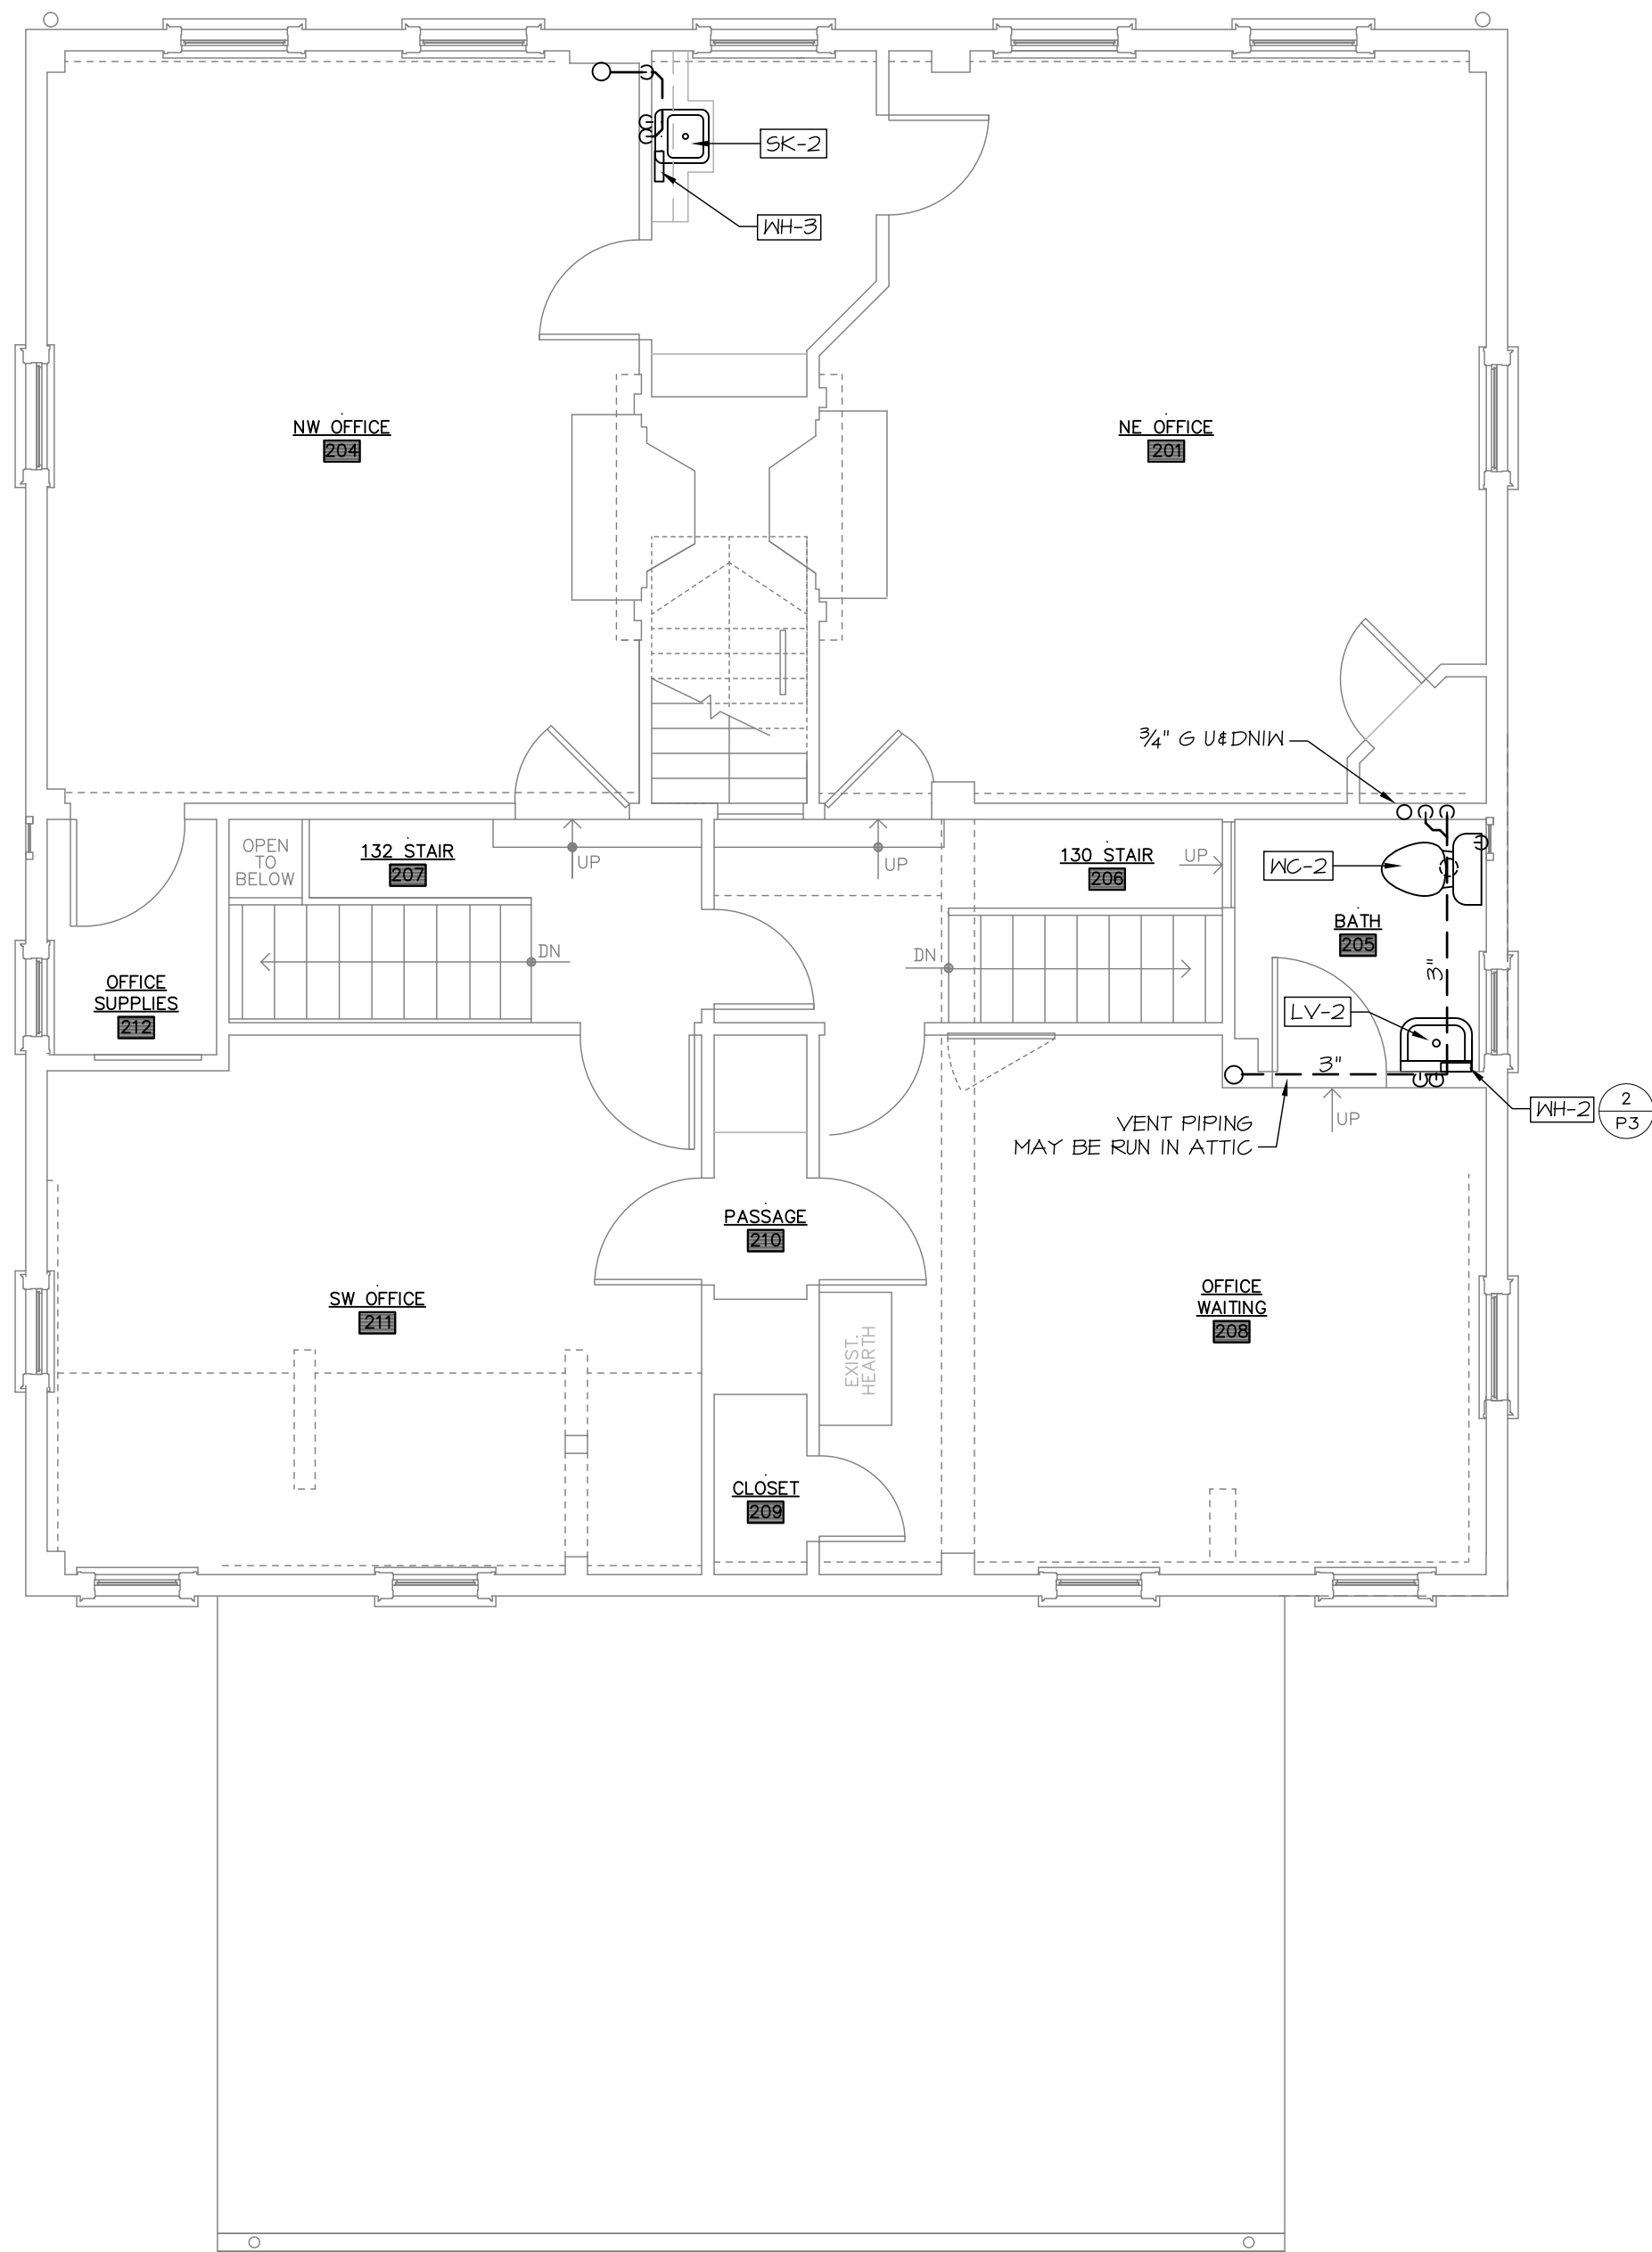 SK-2
WH-3
NW OFFICE
204
NE OFFICE
201
3/4" G U&DNIW
OPEN
TO
BELOW
132 STAIR
207
UP
UP
130 STAIR
206
UP
WC-2
BATH
205
DN
DN
3"
OFFICE
SUPPLIES
212
LV-2
3"
WH-2
2
P3
UP
VENT PIPING
MAY BE RUN IN ATTIC
PASSAGE
210
SW OFFICE
211
OFFICE
WAITING
208
EXIST.
HEARTH
CLOSET
209